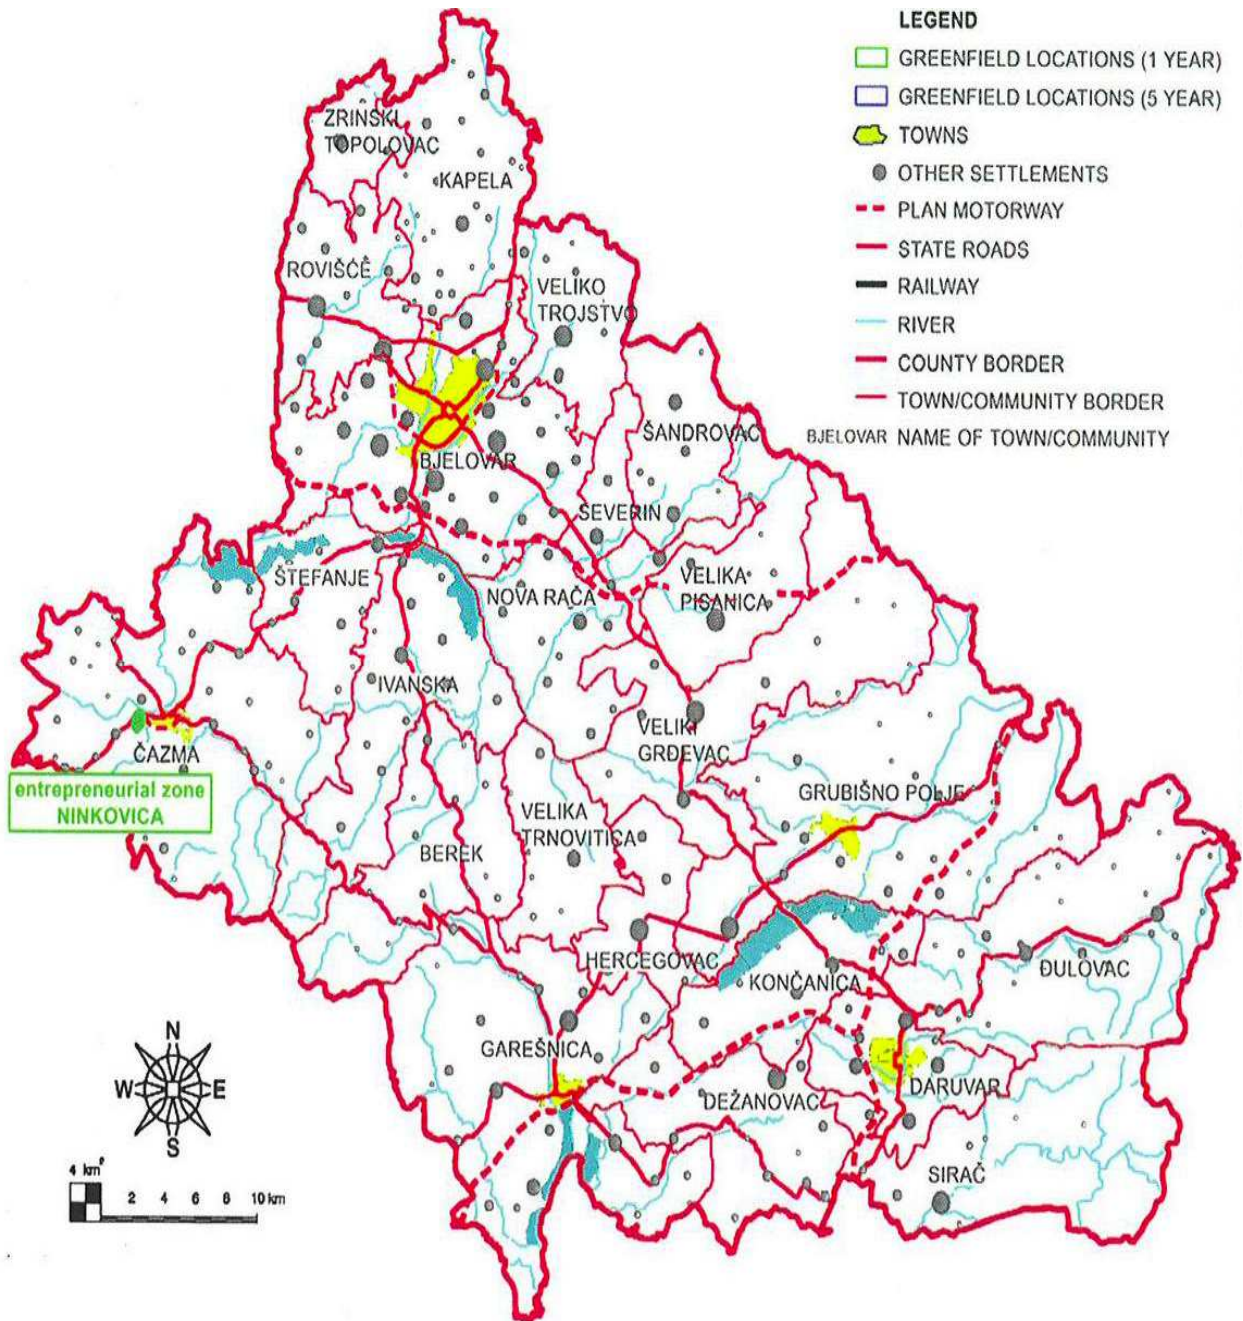 LEGEND
GREENFIELD LOCATIONS (1 YEAR)
GREENFIELD LOCATIONS (5 YEAR)
TOWNS
OTHER SETTLEMENTS
PLAN MOTORWAY
STATE ROADS
RAILWAY
RIVER
COUNTY BORDER
TOWN/COMMUNITY BORDER
BJELOVAR NAME OF TOWN/COMMUNITY
ZRINSKI
TOPOLOVAC
KAPELA
ROVIŠĆE
VELIKO
TROJSTVO
ŠANDROVAC
BJELOVAR
SEVERIN
ŠTEFANJE
NOVA RAČA
VELIKA
PISANICA
IVANSKA
VELIKI
GRĐEVAC
ČAZMA
entrepreneurial zone
NINKOVICA
GRUBIŠNO POLJE
VELIKA
TRNOVITICA
BEREK
HERCEGOVAC
KONČANICA
ĐULOVAC
GAREŠNICA
DEŽANOVAC
DARUVAR
SIRAČ
N
W E
S
4 km²
2 4 6 8 10 km